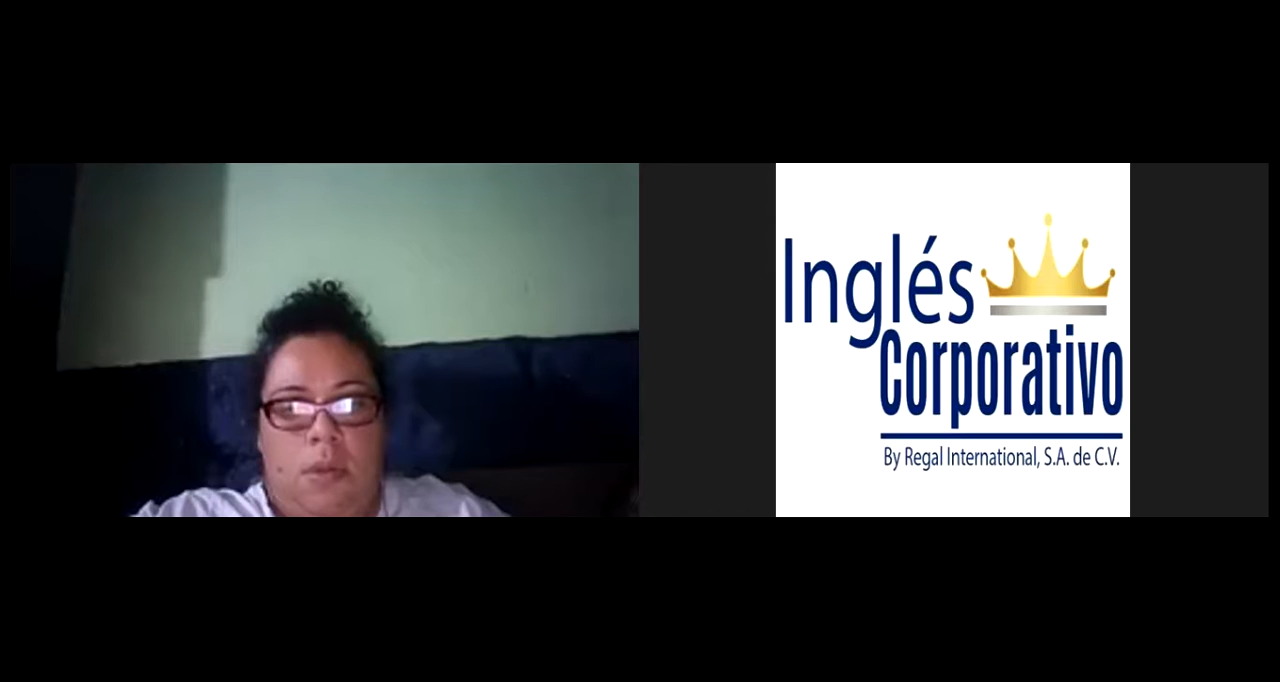 Inglés
Corporativo
By Regal International, S.A. de C.V.